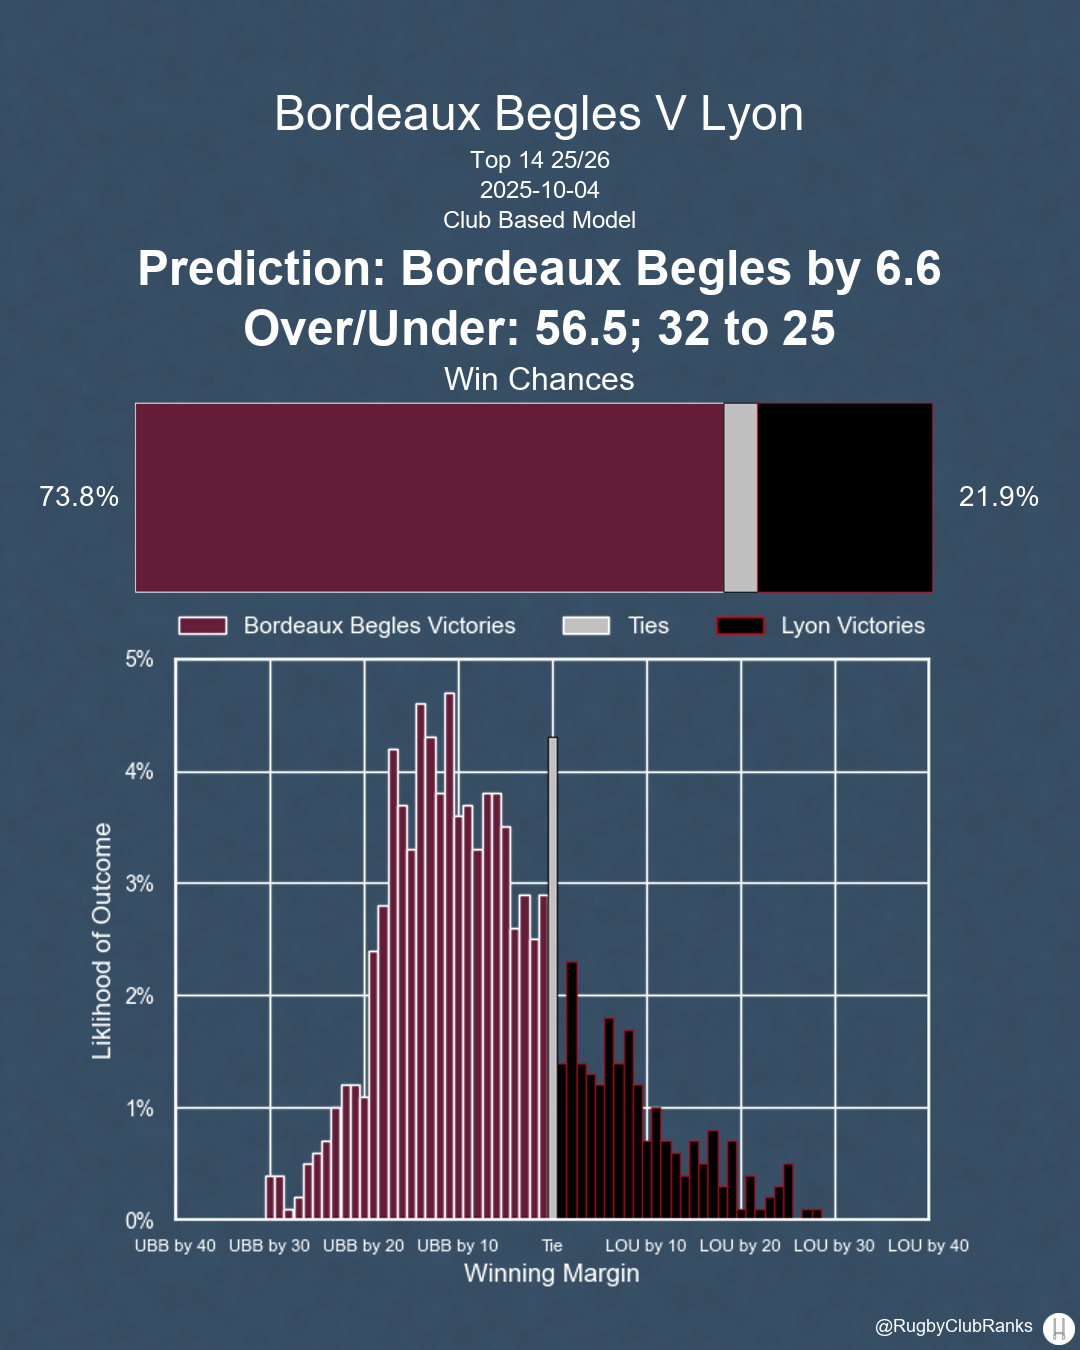 Bordeaux Begles V Lyon
Top 14 25/26
2025-10-04
Club Based Model
Prediction: Bordeaux Begles by 6.6
Over/Under: 56.5; 32 to 25
Win Chances
73.8%
21.9%
Bordeaux Begles Victories
Ties
Lyon Victories
5%
4%
3%
2%
1%
0%
Liklihood of Outcome
UBB by 40
UBB by 30
UBB by 20
UBB by 10
Tie
LOU by 10
LOU by 20
LOU by 30
LOU by 40
Winning Margin
@RugbyClubRanks